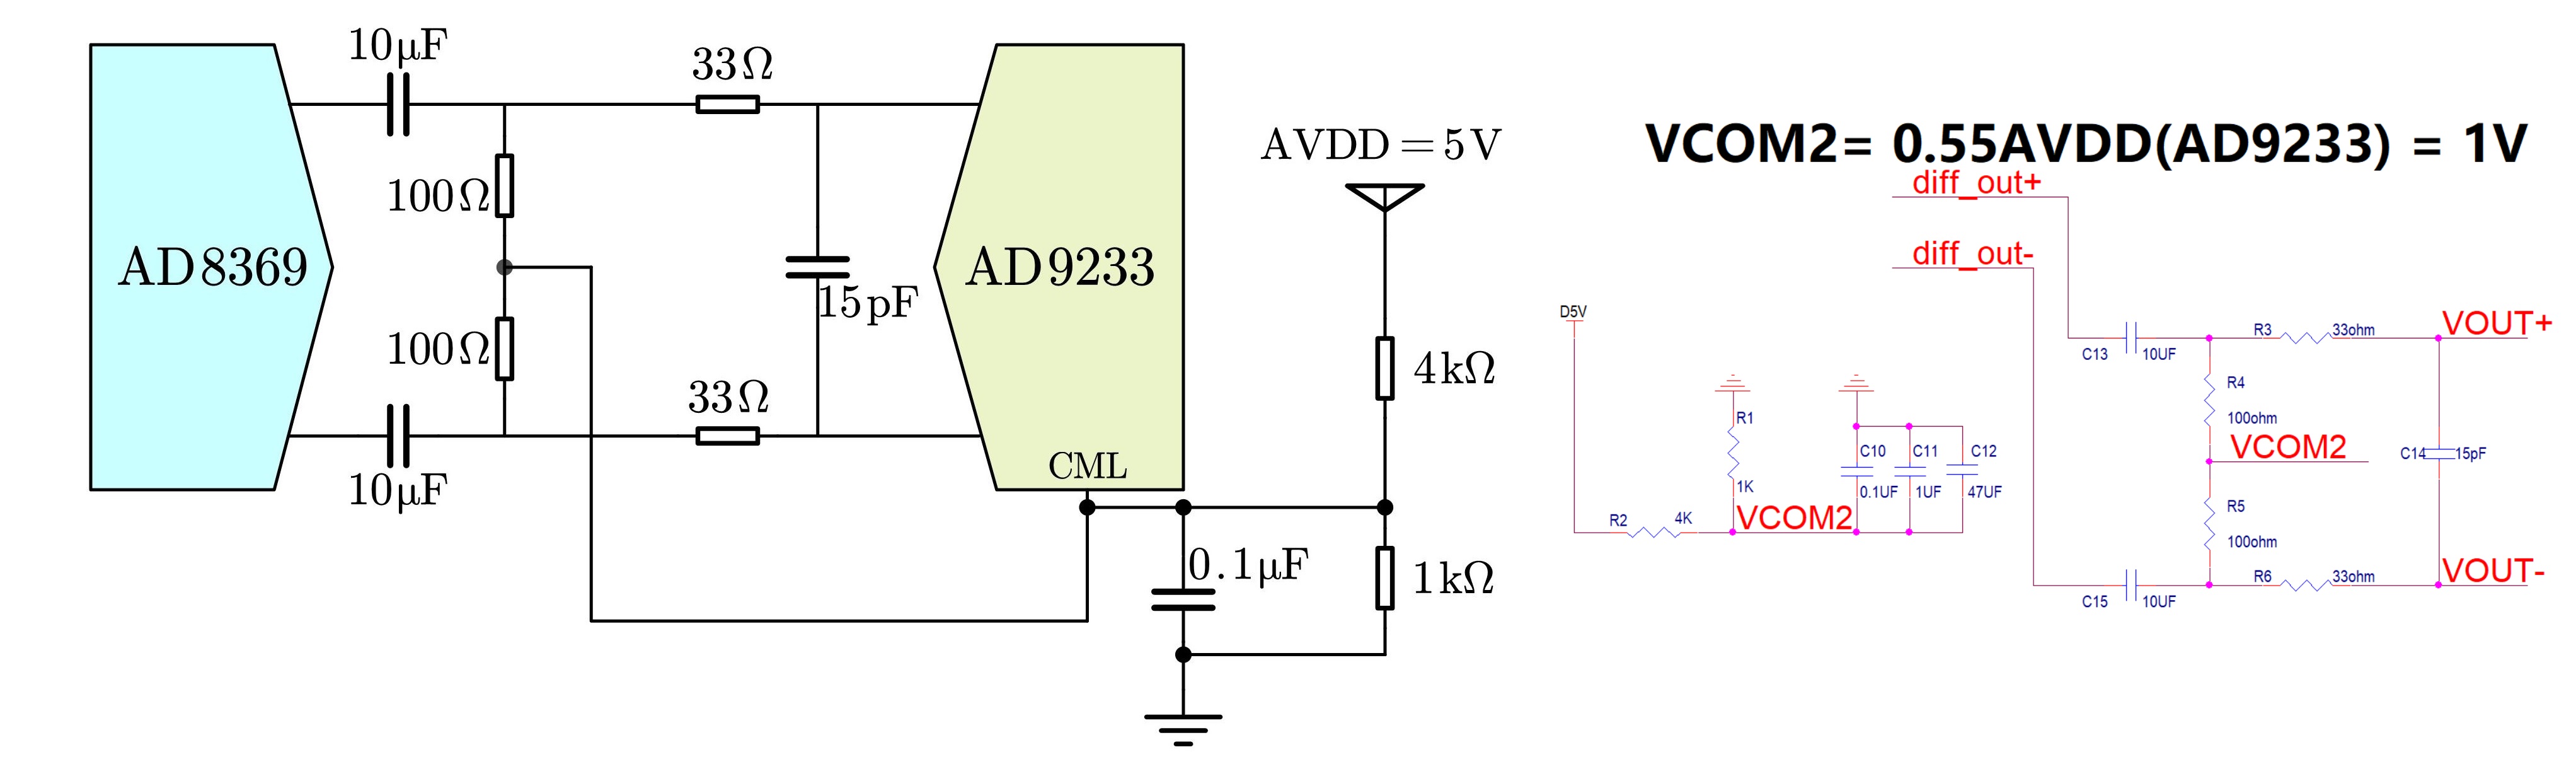 10µF
33Ω
AVDD = 5V
100Ω
AD8369
AD9233
15pF
100Ω
33Ω
10µF
CML
4kΩ
0.1µF
1kΩ
VCOM2= 0.55AVDD(AD9233) = 1V
diff_out+
diff_out-
D5V
R1
1K
R2
4K
VCOM2
C10
0.1UF
C11
1UF
C12
47UF
C13
10UF
R3
33ohm
VOUT+
R4
100ohm
VCOM2
C14
15pF
R5
100ohm
C15
10UF
R6
33ohm
VOUT-